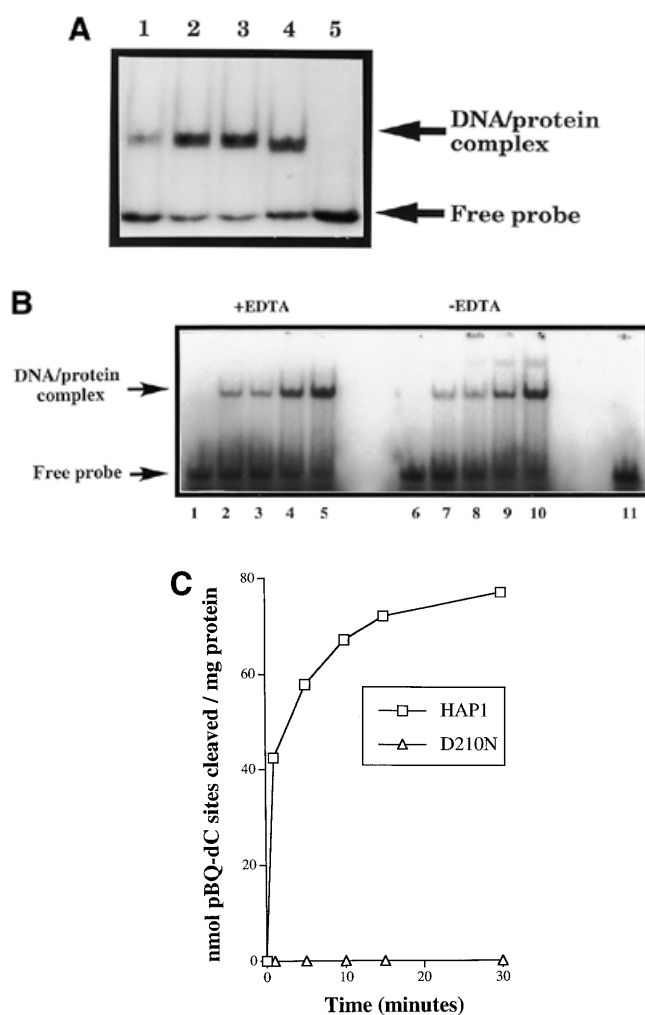 A
1 2 3 4 5
DNA/protein
complex
Free probe
B
+EDTA -EDTA
DNA/protein
complex
Free probe
1 2 3 4 5 6 7 8 9 10 11
C
nmol pBQ-dC sites cleaved / mg protein
80
60
40
20
0
HAP1
D210N
0 10 20 30
Time (minutes)